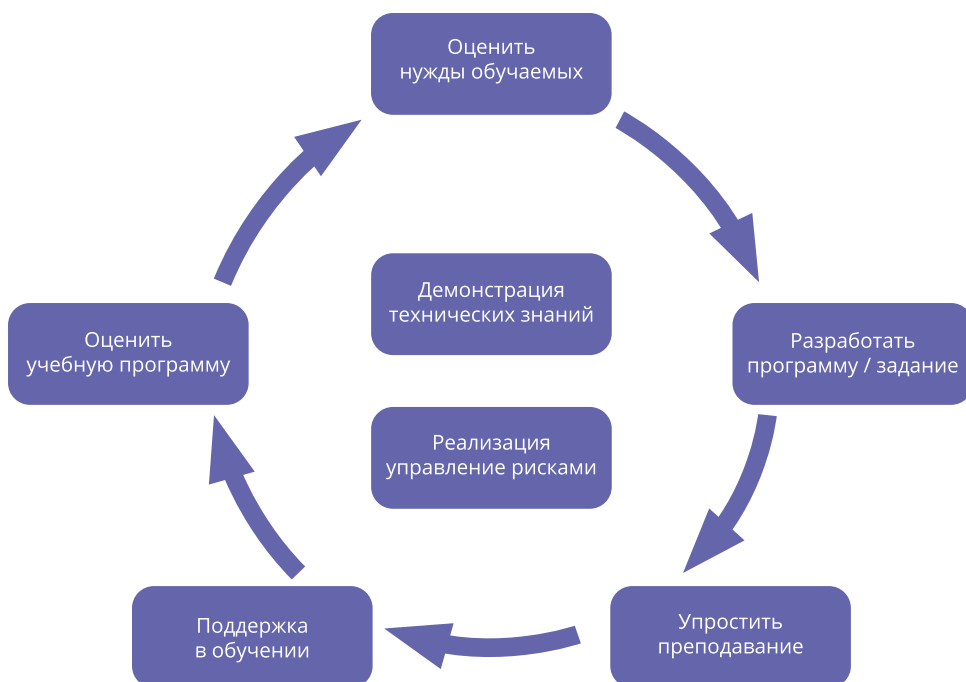 Оценить
нужды обучаемых
Демонстрация
технических знаний
Оценить
учебную программу
Разработать
программу / задание
Реализация
управление рисками
Поддержка
в обучении
Упростить
преподавание